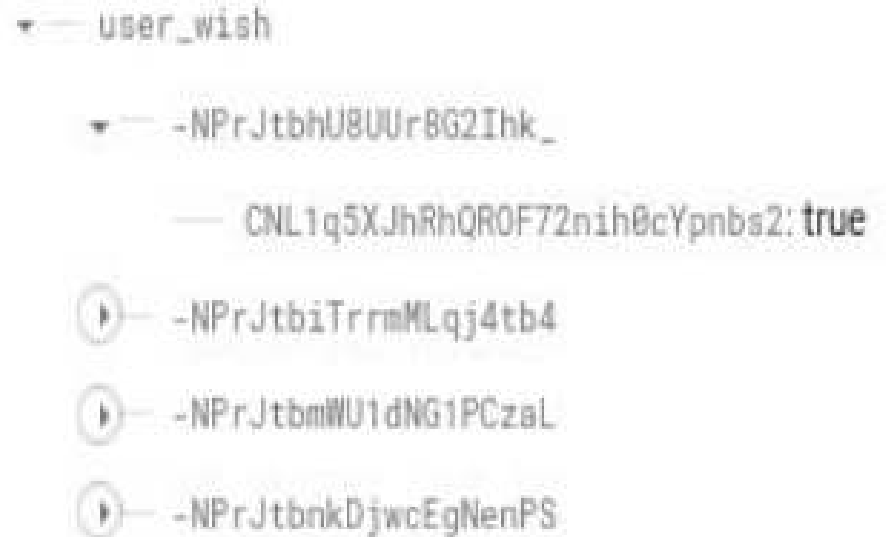 user_wish
-NPrJtbhU8UUr8G2Ihk_
CNL1q5XJhRhQROF72nih0cYpnbs2: true
-NPrJtbiTrrmMLqj4tb4
-NPrJtbmWU1dNG1PCzaL
-NPrJtbnkDjwcEgNenPS